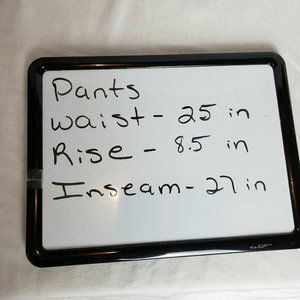 Pants
Waist - 25 in
Rise - 8.5 in
Inseam - 27 in